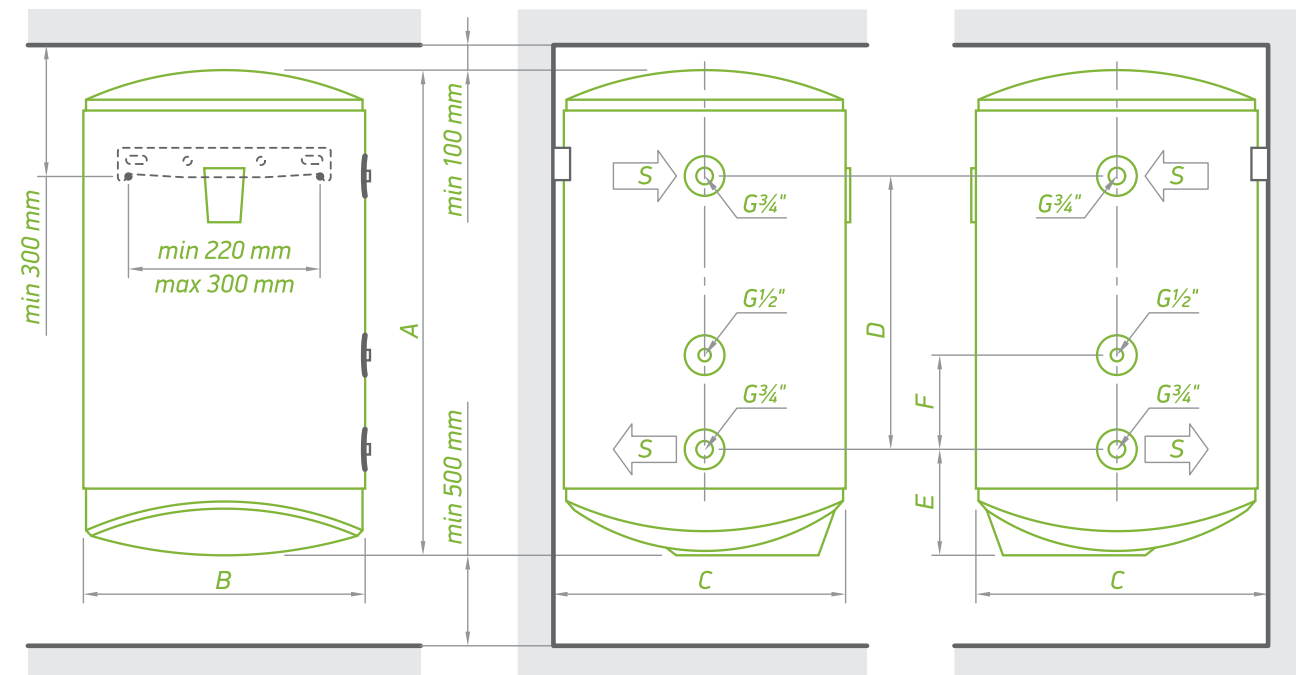 min 300 mm
min 220 mm
max 300 mm
B
A
min 100 mm
min 500 mm
S
G¾"
G½"
G¾"
S
C
D
F
E
G¾"
S
G½"
G¾"
S
C